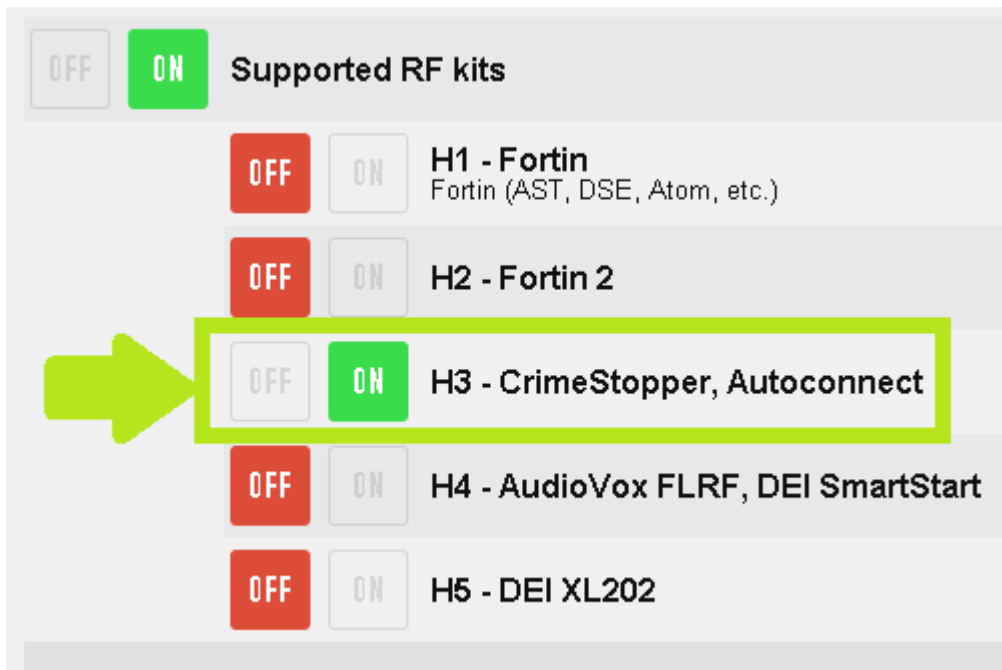 OFF ON Supported RF kits
OFF ON H1 - Fortin
Fortin (AST, DSE, Atom, etc.)
OFF ON H2 - Fortin 2
OFF ON H3 - CrimeStopper, Autoconnect
OFF ON H4 - AudioVox FLRF, DEI SmartStart
OFF ON H5 - DEI XL202